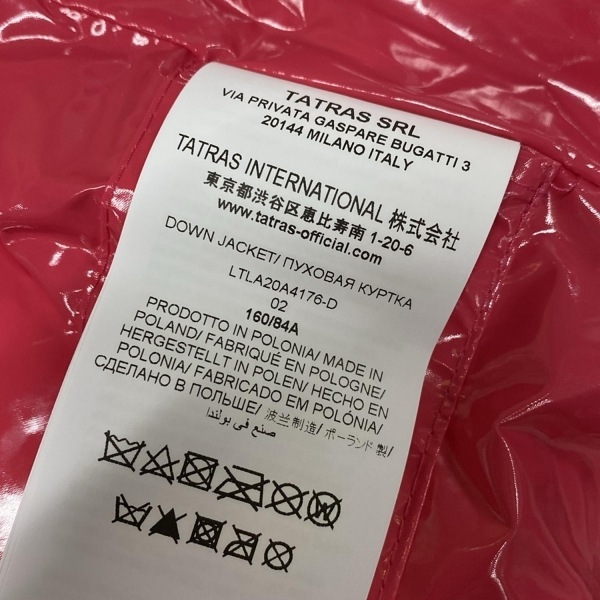 TATRAS SRL
VIA PRIVATA GASPARE BUGATTI 3
20144 MILANO ITALY
TATRAS INTERNATIONAL 株式会社
東京都渋谷区恵比寿南 1-20-6
www.tatras-official.com
DOWN JACKET/ ПУХОВАЯ КУРТКА
LTLA20A4176-D
02
160/84A
PRODOTTO IN POLONIA/ MADE IN
POLAND/ FABRIQUÉ EN POLOGNE/
HERGESTELLT IN POLEN/ HECHO EN
POLONIA/ FABRICADO EM POLÓNIA/
СДЕЛАНО В ПОЛЬШЕ/ 波兰制造/ ポーランド製/
صنع في بولندا